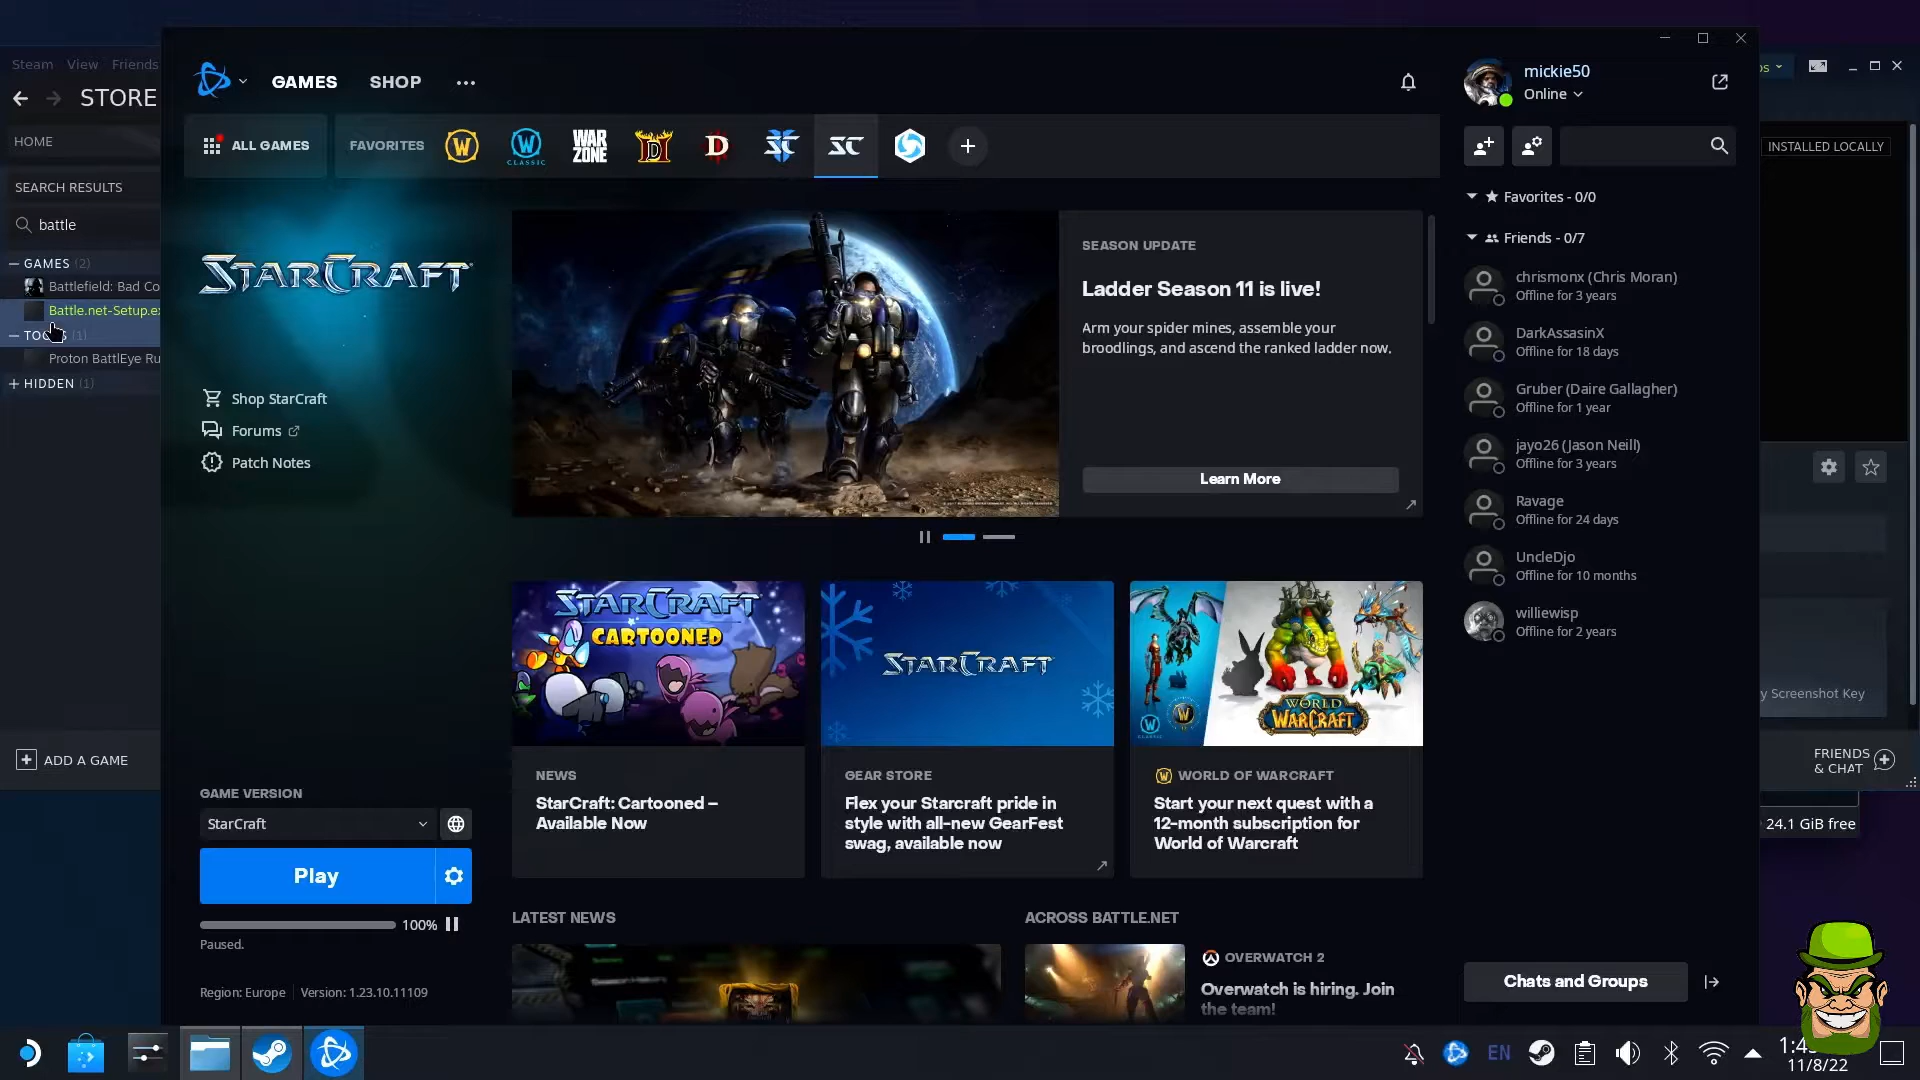 Steam View Friends
STORE
HOME
SEARCH RESULTS
battle
GAMES (2)
Battlefield: Bad Co
Battle.net-Setup.ex
(1)
Proton BattlEye Ru
HIDDEN (1)
ADD A GAME
GAMES SHOP
ALL GAMES
FAVORITES
W
W
CLASSIC
WAR
ZONE
D
SC
SC
STARCRAFT
Shop StarCraft
Forums
Patch Notes
GAME VERSION
StarCraft
Play
100%
Paused.
Region: Europe Version: 1.23.10.11109
SEASON UPDATE
Ladder Season 11 is live!
Arm your spider mines, assemble your
broodlings, and ascend the ranked ladder now.
Learn More
STARCRAFT
CARTOONED
NEWS
StarCraft: Cartooned –
Available Now
STARCRAFT
GEAR STORE
Flex your Starcraft pride in
style with all-new GearFest
swag, available now
WORLD
OF
WARCRAFT
WORLD OF WARCRAFT
Start your next quest with a
12-month subscription for
World of Warcraft
LATEST NEWS
ACROSS BATTLE.NET
OVERWATCH 2
Overwatch is hiring. Join
the team!
mickie50
Online
Favorites - 0/0
Friends - 0/7
chrismonx (Chris Moran)
Offline for 3 years
DarkAssasinX
Offline for 18 days
Gruber (Daire Gallagher)
Offline for 1 year
jayo26 (Jason Neill)
Offline for 3 years
Ravage
Offline for 24 days
UncleDjo
Offline for 10 months
williewisp
Offline for 2 years
Chats and Groups
INSTALLED LOCALLY
y Screenshot Key
FRIENDS
& CHAT
24.1 GiB free
EN
11/8/22